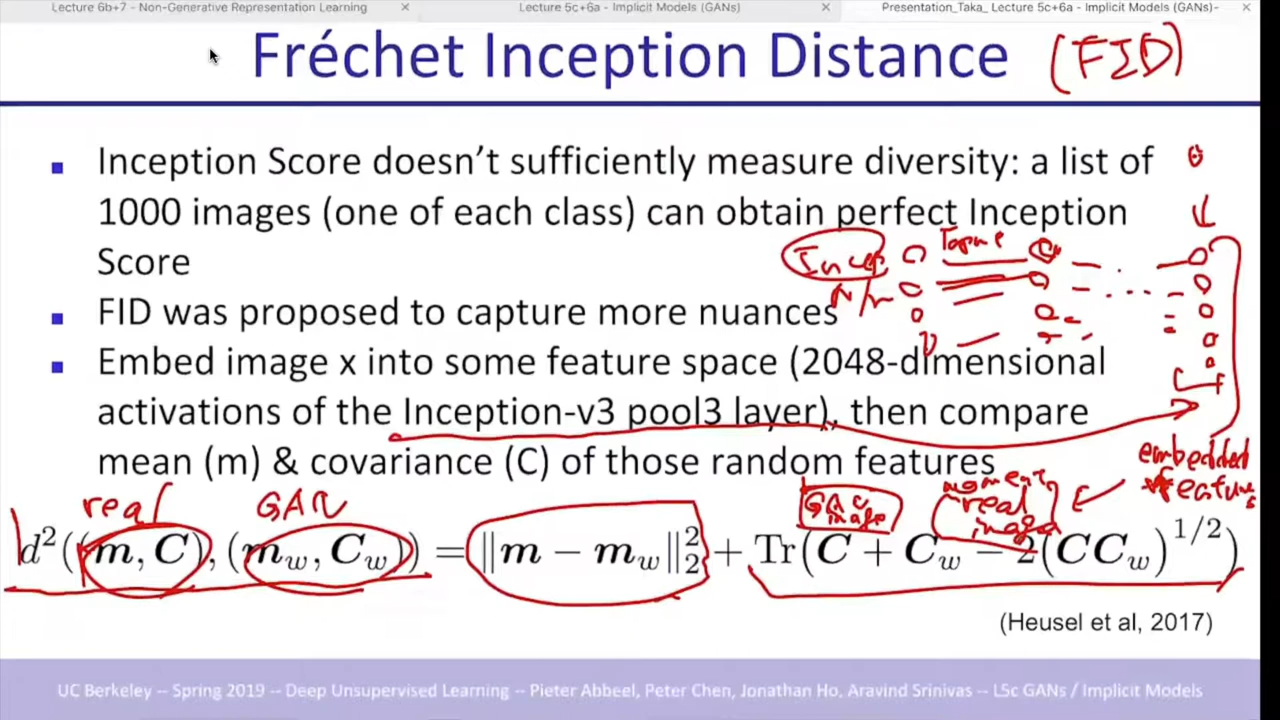 Lecture 6b+7 - Non-Generative Representation Learning
Lecture 5c+6a - Implicit Models (GANs)
Presentation_Taka_ Lecture 5c+6a - Implicit Models (GANs)-
Fréchet Inception Distance (FID)
Inception Score doesn't sufficiently measure diversity: a list of
1000 images (one of each class) can obtain perfect Inception
Score
Incep
FID was proposed to capture more nuances
Embed image x into some feature space (2048-dimensional
activations of the Inception-v3 pool3 layer), then compare
mean (m) & covariance (C) of those random features
embedded
features
real
GAN
GAN
image
real
image
d²((m, C), (m_w, C_w)) = ||m − m_w||₂² + Tr(C + C_w − 2(CC_w)^{1/2})
(Heusel et al, 2017)
UC Berkeley -- Spring 2019 -- Deep Unsupervised Learning -- Pieter Abbeel, Peter Chen, Jonathan Ho, Aravind Srinivas -- L5c GANs / Implicit Models